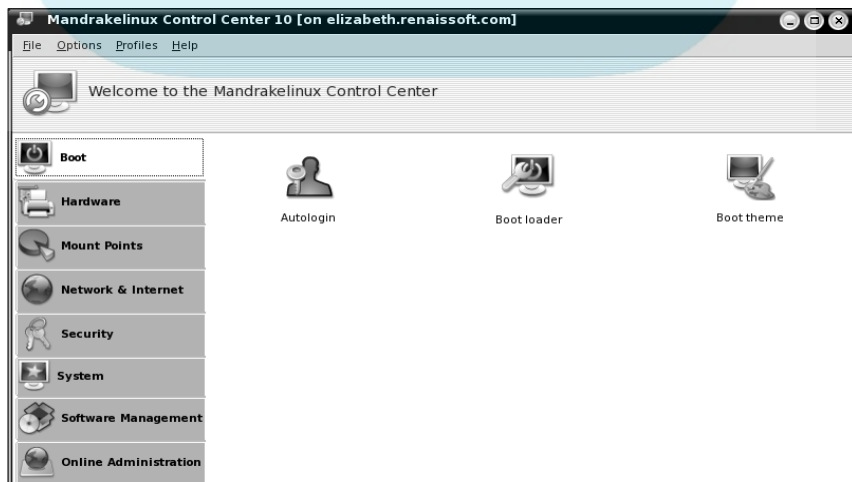 Mandrakelinux Control Center 10 [on elizabeth.renaissoft.com]
File Options Profiles Help
Welcome to the Mandrakelinux Control Center
Boot
Hardware
Mount Points
Network & Internet
Security
System
Software Management
Online Administration
Autologin
Boot loader
Boot theme